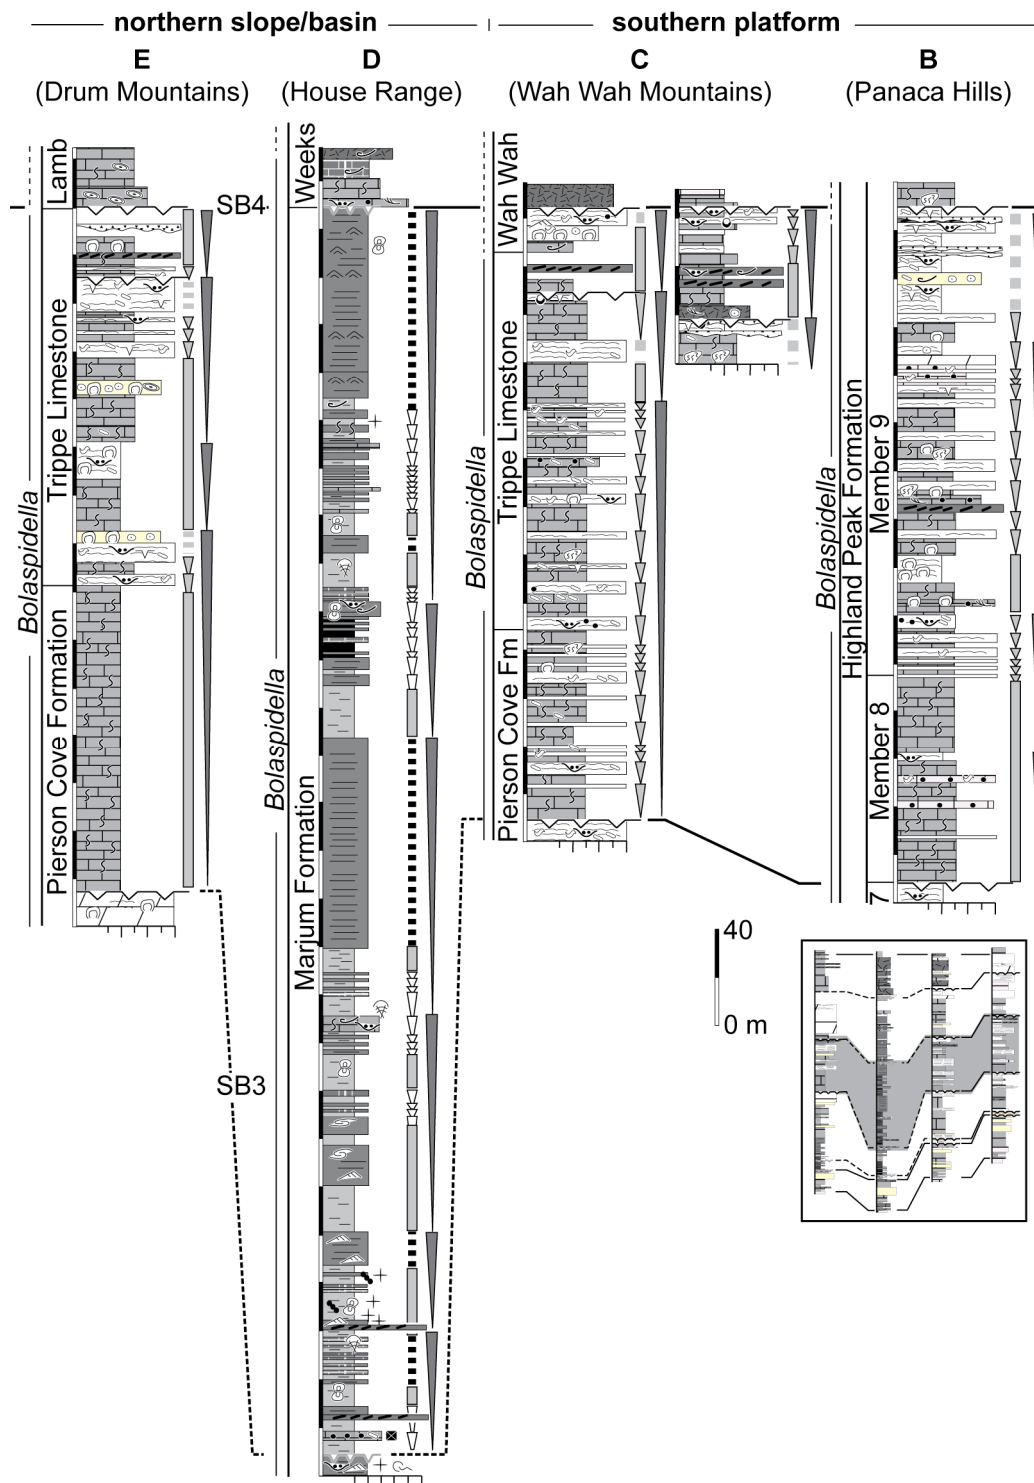 northern slope/basin
southern platform
E
D
C
B
(Drum Mountains)
(House Range)
(Wah Wah Mountains)
(Panaca Hills)
Lamb
Trippe Limestone
Pierson Cove Formation
Bolaspidella
SB4
Weeks
Marjum Formation
Bolaspidella
SB3
Wah Wah
Trippe Limestone
Pierson Cove Fm
Bolaspidella
Highland Peak Formation
Member 9
Member 8
7
Bolaspidella
40
0 m